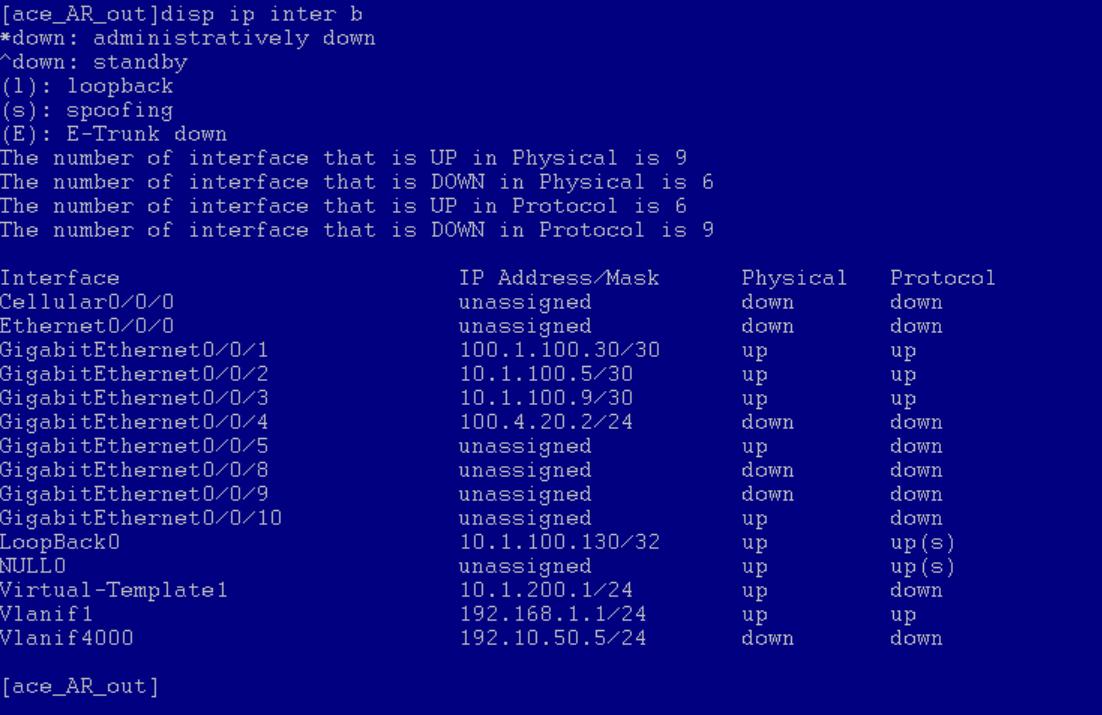 [ace_AR_out]disp ip inter b
*down: administratively down
^down: standby
(l): loopback
(s): spoofing
(E): E-Trunk down
The number of interface that is UP in Physical is 9
The number of interface that is DOWN in Physical is 6
The number of interface that is UP in Protocol is 6
The number of interface that is DOWN in Protocol is 9
Interface IP Address/Mask Physical Protocol
Cellular0/0/0 unassigned down down
Ethernet0/0/0 unassigned down down
GigabitEthernet0/0/1 100.1.100.30/30 up up
GigabitEthernet0/0/2 10.1.100.5/30 up up
GigabitEthernet0/0/3 10.1.100.9/30 up up
GigabitEthernet0/0/4 100.4.20.2/24 down down
GigabitEthernet0/0/5 unassigned up down
GigabitEthernet0/0/8 unassigned down down
GigabitEthernet0/0/9 unassigned down down
GigabitEthernet0/0/10 unassigned up down
LoopBack0 10.1.100.130/32 up up(s)
NULL0 unassigned up up(s)
Virtual-Template1 10.1.200.1/24 up down
Vlanif1 192.168.1.1/24 up up
Vlanif4000 192.10.50.5/24 down down
[ace_AR_out]